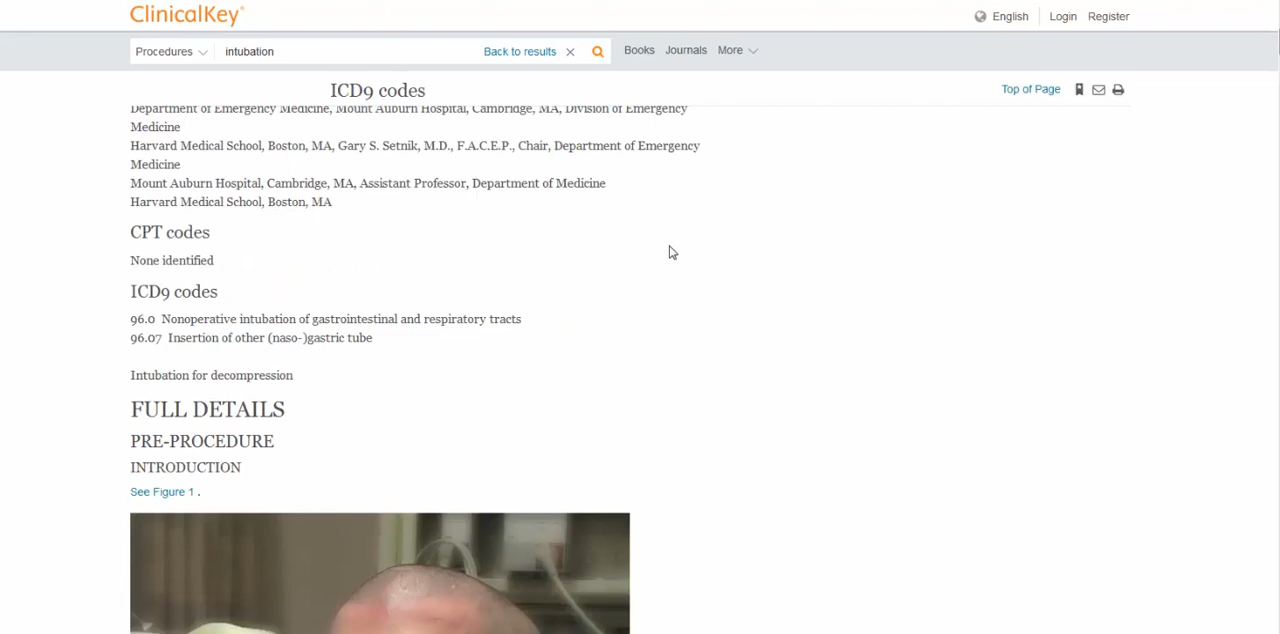 ClinicalKey®
English
Login
Register
Procedures
intubation
Back to results
Books
Journals
More
ICD9 codes
Top of Page
Department of Emergency Medicine, Mount Auburn Hospital, Cambridge, MA, Division of Emergency
Medicine
Harvard Medical School, Boston, MA, Gary S. Setnik, M.D., F.A.C.E.P., Chair, Department of Emergency
Medicine
Mount Auburn Hospital, Cambridge, MA, Assistant Professor, Department of Medicine
Harvard Medical School, Boston, MA
CPT codes
None identified
ICD9 codes
96.0 Nonoperative intubation of gastrointestinal and respiratory tracts
96.07 Insertion of other (naso-)gastric tube
Intubation for decompression
FULL DETAILS
PRE-PROCEDURE
INTRODUCTION
See Figure 1 .